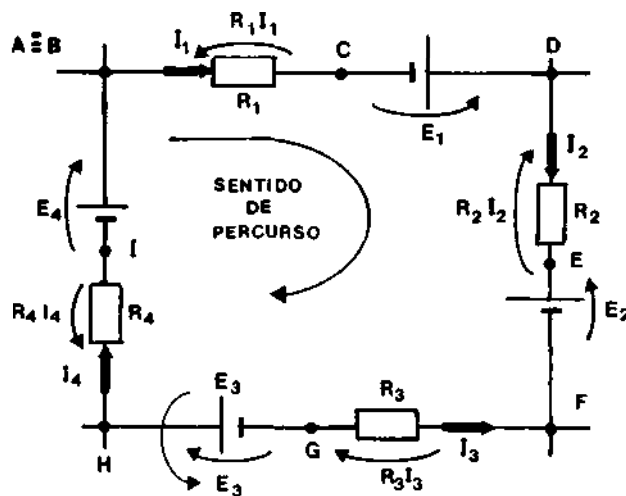 R₁I₁
A ≡ B
I₁
C
D
R₁
E₁
I₂
SENTIDO
DE
PERCURSO
E₄
R₂I₂
R₂
I
E
R₄I₄
R₄
E₂
I₄
E₃
R₃
F
H
G
I₃
E₃
R₃I₃